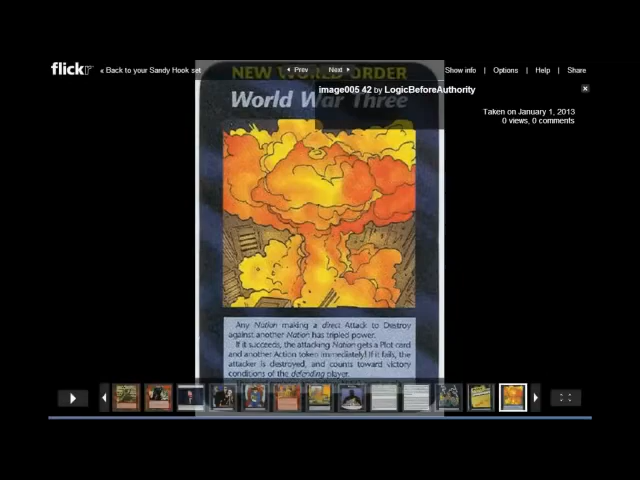 flickr
« Back to your Sandy Hook set
Prev
Next
Show info | Options | Help | Share
NEW WORLD ORDER
image005 42 by LogicBeforeAuthority
World War Three
Taken on January 1, 2013
0 views, 0 comments
Any Nation making a direct Attack to Destroy
against another Nation has tripled power.
If it succeeds, the attacking Nation gets a Plot card
and another Action token immediately! If it fails, the
attacker is destroyed, and counts toward victory
conditions of the defending player.